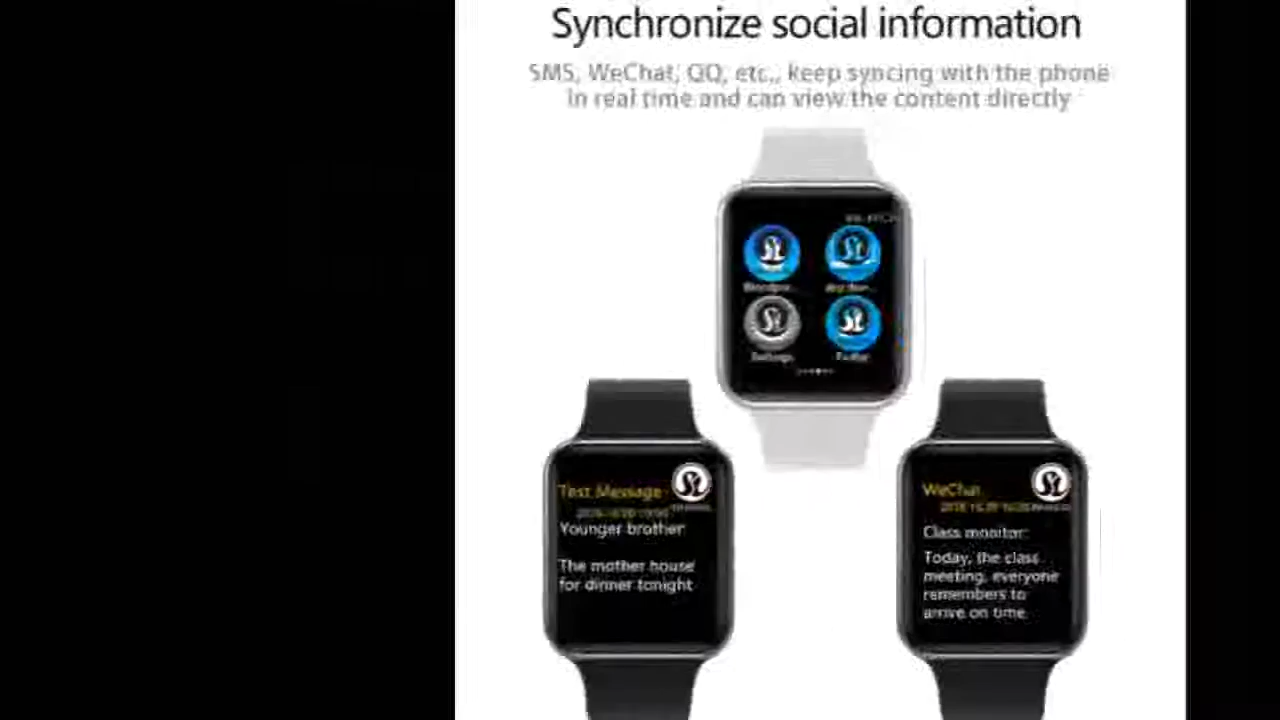 Synchronize social information
SMS, WeChat, QQ, etc., keep syncing with the phone
in real time and can view the content directly
Settings
Text Message
Younger brother
The mother house
for dinner tonight
WeChat
Class monitor:
Today, the class
meeting, everyone
remembers to
arrive on time.